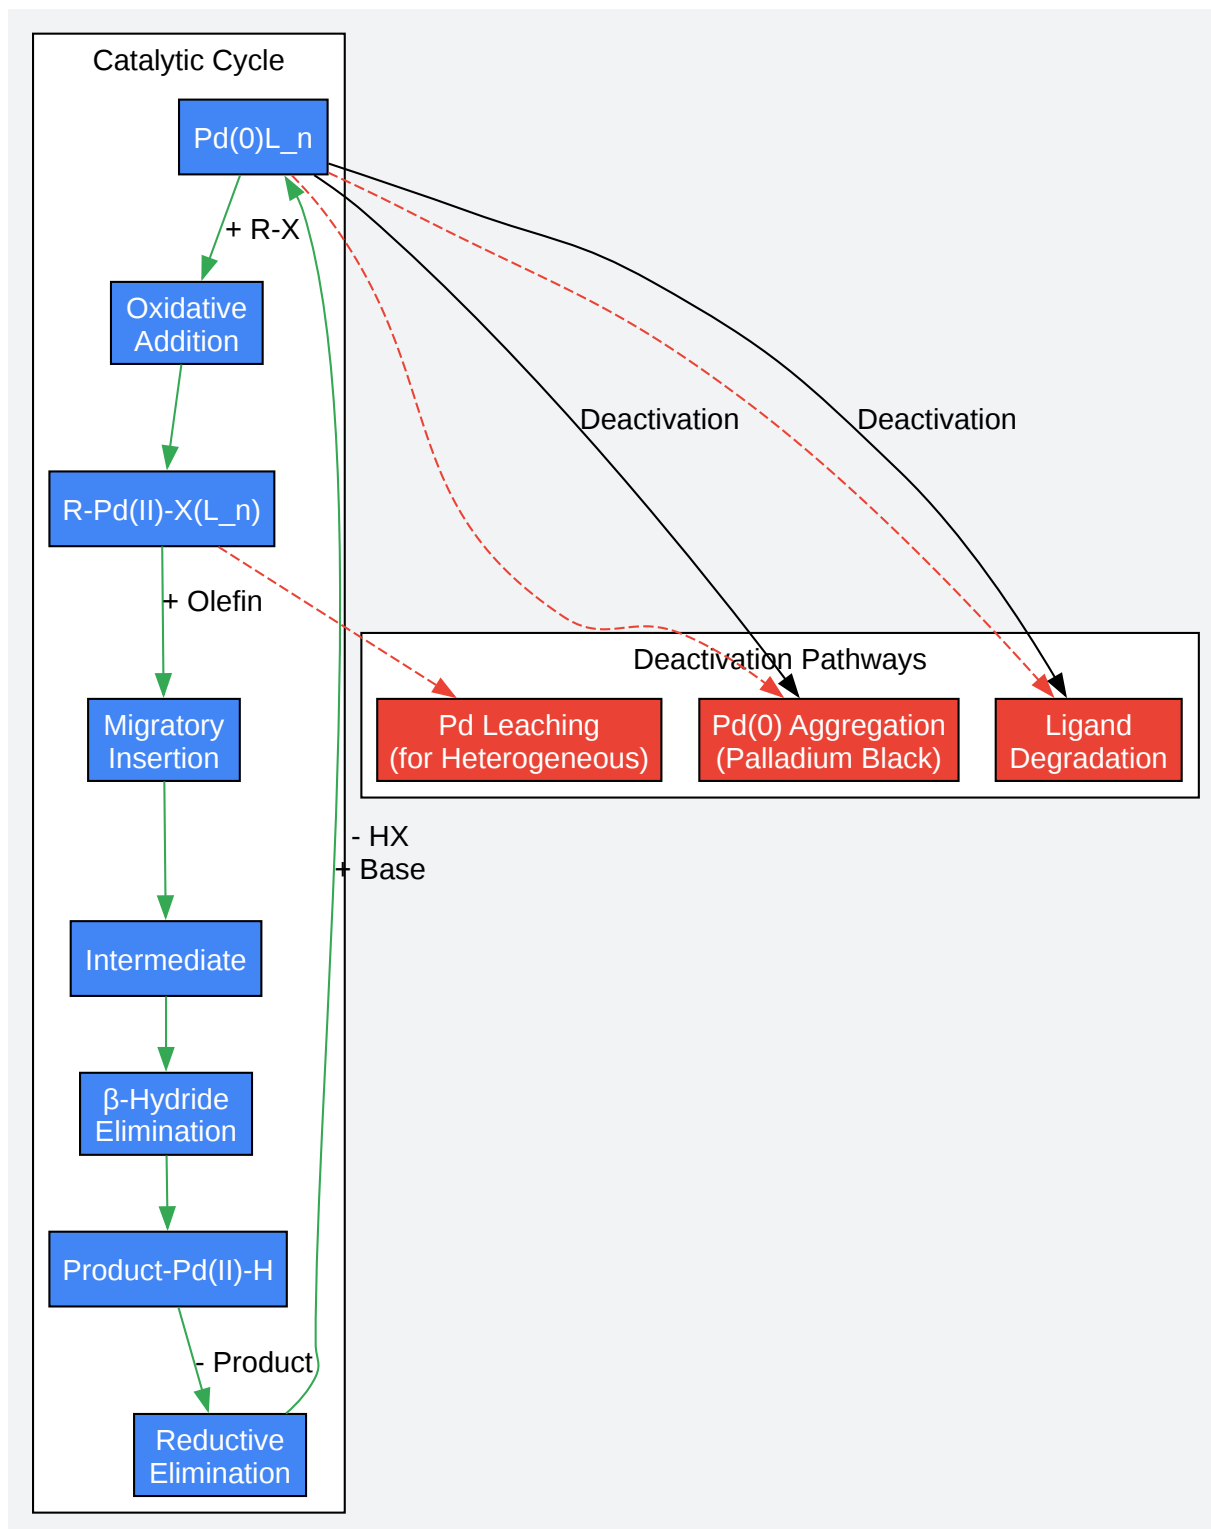 Catalytic Cycle
Pd(0)L_n
+ R-X
Oxidative
Addition
Deactivation
Deactivation
R-Pd(II)-X(L_n)
+ Olefin
Deactivation Pathways
Migratory
Insertion
Pd Leaching
(for Heterogeneous)
Pd(0) Aggregation
(Palladium Black)
Ligand
Degradation
- HX
+ Base
Intermediate
β-Hydride
Elimination
Product-Pd(II)-H
- Product
Reductive
Elimination